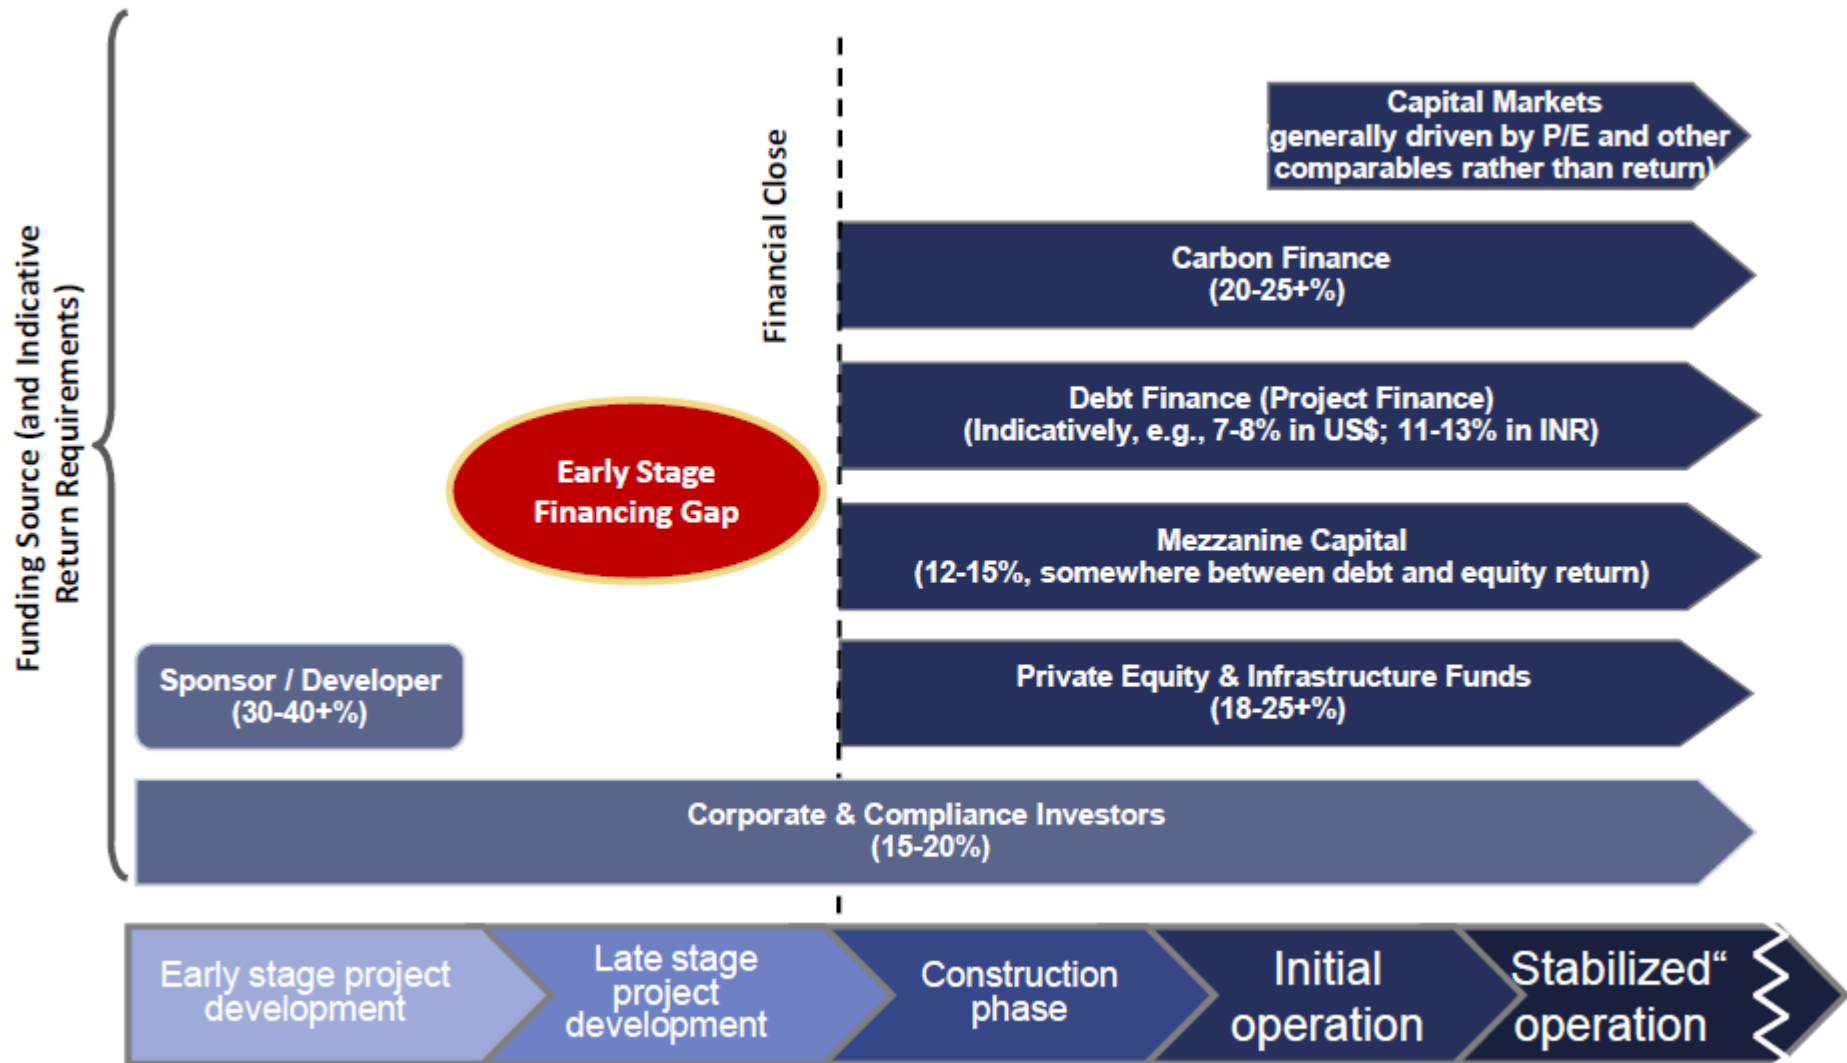 Funding Source (and Indicative
Return Requirements)
Financial Close
Capital Markets
(generally driven by P/E and other
comparables rather than return)
Carbon Finance
(20-25+%)
Debt Finance (Project Finance)
(Indicatively, e.g., 7-8% in US$; 11-13% in INR)
Early Stage
Financing Gap
Mezzanine Capital
(12-15%, somewhere between debt and equity return)
Sponsor / Developer
(30-40+%)
Private Equity & Infrastructure Funds
(18-25+%)
Corporate & Compliance Investors
(15-20%)
Early stage project
development
Late stage
project
development
Construction
phase
Initial
operation
Stabilized“
operation